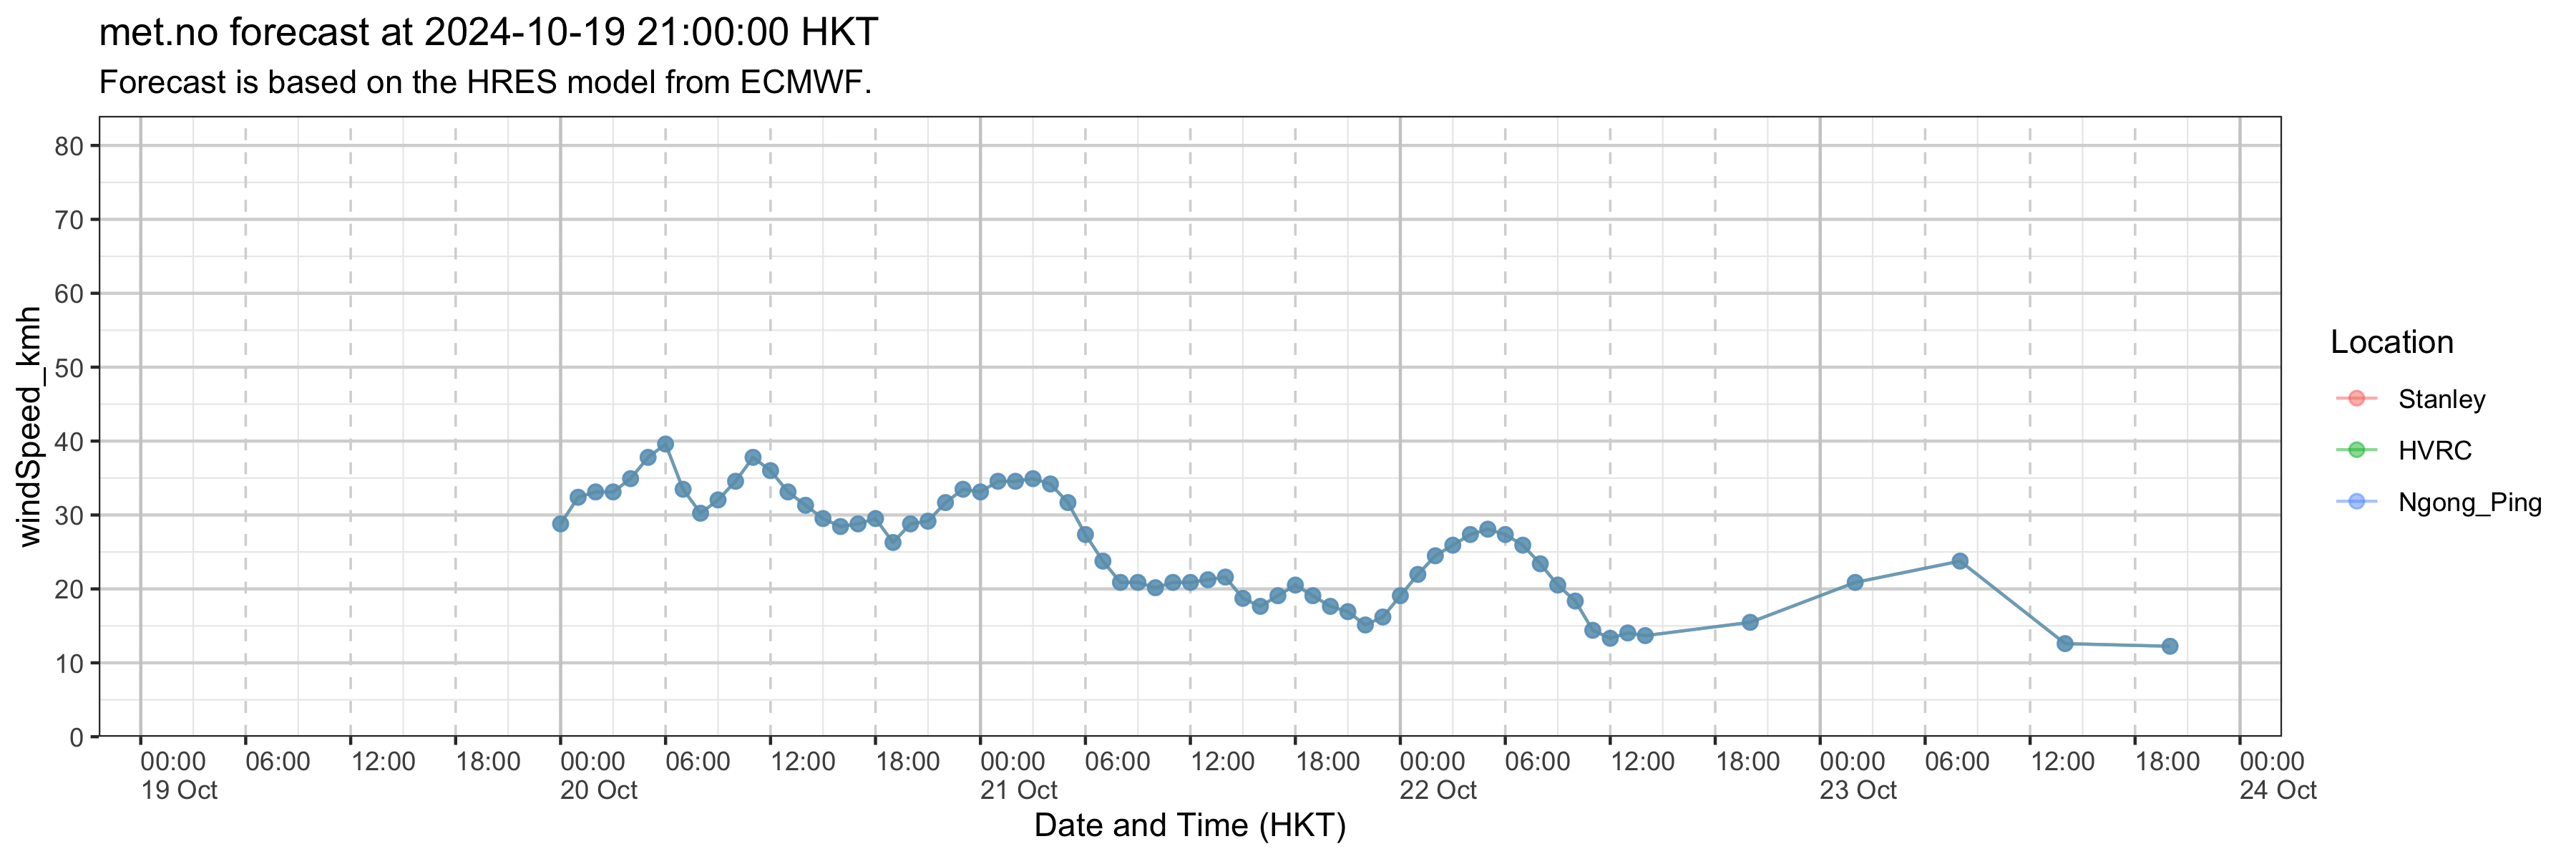 met.no forecast at 2024-10-19 21:00:00 HKT
Forecast is based on the HRES model from ECMWF.
windSpeed_kmh
80
70
60
50
40
30
20
10
0
00:00 06:00 12:00 18:00 00:00 06:00 12:00 18:00 00:00 06:00 12:00 18:00 00:00 06:00 12:00 18:00 00:00 06:00 12:00 18:00 00:00
19 Oct 20 Oct 21 Oct 22 Oct 23 Oct 24 Oct
Date and Time (HKT)
Location
Stanley
HVRC
Ngong_Ping